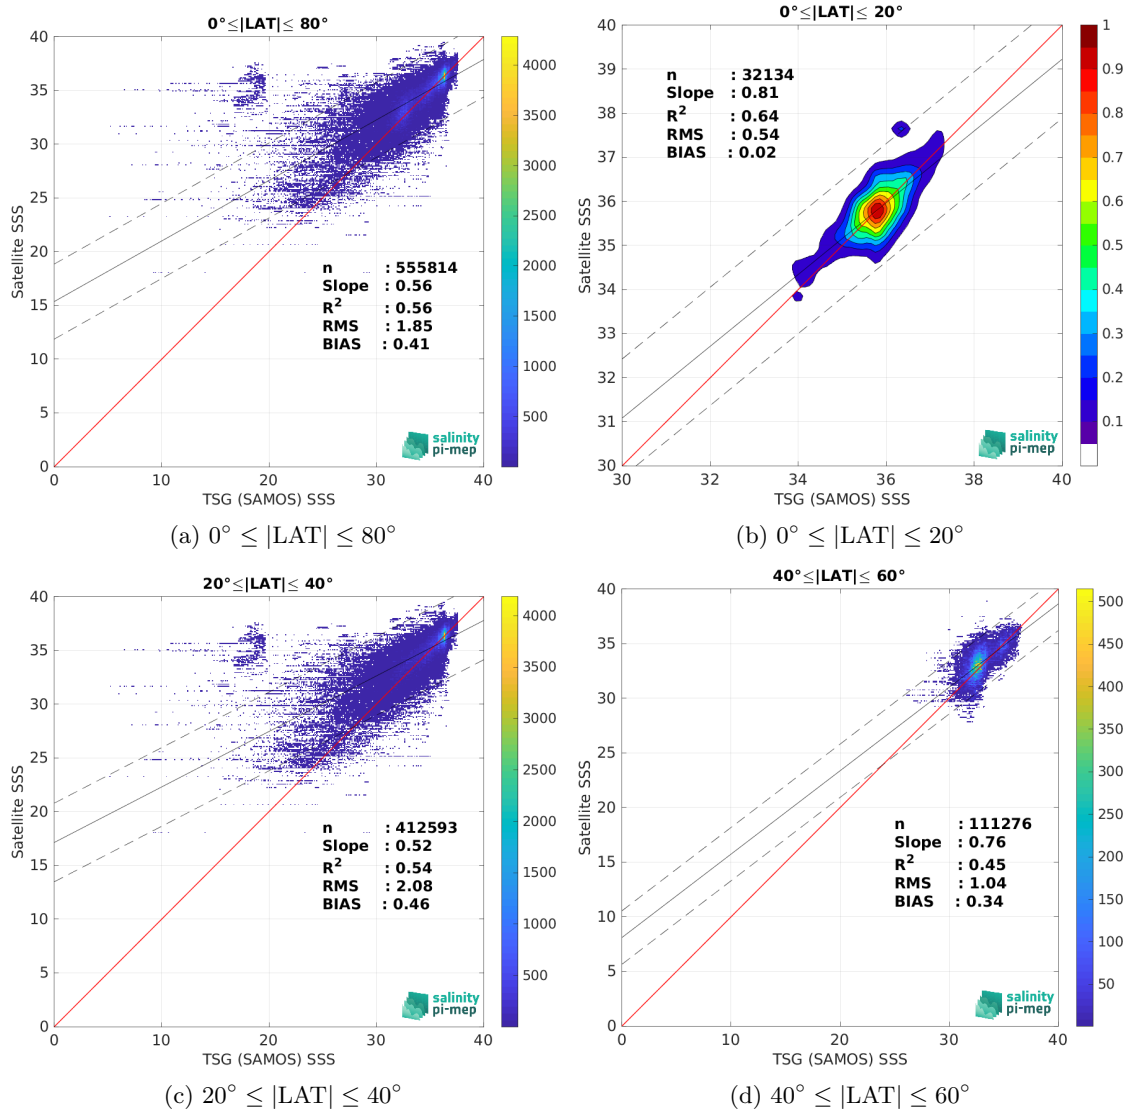 0°≤|LAT|≤ 80°
40
35
30
25
20
15
10
5
0
Satellite SSS
n : 555814
Slope : 0.56
R2 : 0.56
RMS : 1.85
BIAS : 0.41
salinity
pi-mep
0 10 20 30 40
TSG (SAMOS) SSS
4000
3500
3000
2500
2000
1500
1000
500
(a) 0° ≤ |LAT| ≤ 80°
0°≤|LAT|≤ 20°
40
39
38
37
36
35
34
33
32
31
30
Satellite SSS
n : 32134
Slope : 0.81
R2 : 0.64
RMS : 0.54
BIAS : 0.02
salinity
pi-mep
30 32 34 36 38 40
TSG (SAMOS) SSS
1
0.9
0.8
0.7
0.6
0.5
0.4
0.3
0.2
0.1
(b) 0° ≤ |LAT| ≤ 20°
20°≤|LAT|≤ 40°
40
35
30
25
20
15
10
5
0
Satellite SSS
n : 412593
Slope : 0.52
R2 : 0.54
RMS : 2.08
BIAS : 0.46
salinity
pi-mep
0 10 20 30 40
TSG (SAMOS) SSS
4000
3500
3000
2500
2000
1500
1000
500
(c) 20° ≤ |LAT| ≤ 40°
40°≤|LAT|≤ 60°
40
35
30
25
20
15
10
5
0
Satellite SSS
n : 111276
Slope : 0.76
R2 : 0.45
RMS : 1.04
BIAS : 0.34
salinity
pi-mep
0 10 20 30 40
TSG (SAMOS) SSS
500
450
400
350
300
250
200
150
100
50
(d) 40° ≤ |LAT| ≤ 60°